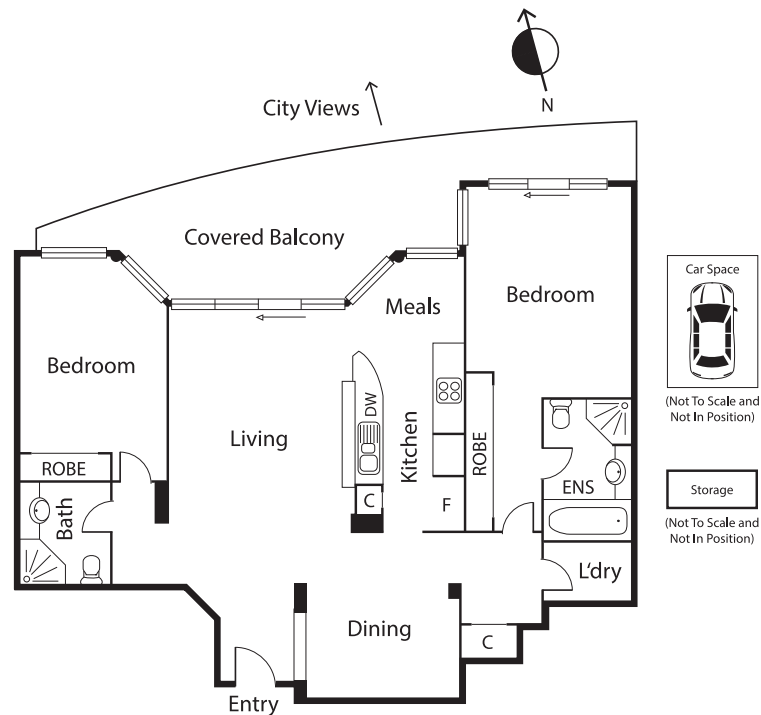 N
City Views
Covered Balcony
Car Space
Meals
Bedroom
Bedroom
(Not To Scale and
Not In Position)
DW
Living
Kitchen
ROBE
ROBE
ENS
Storage
C
F
Bath
(Not To Scale and
Not In Position)
L'dry
Dining
C
Entry